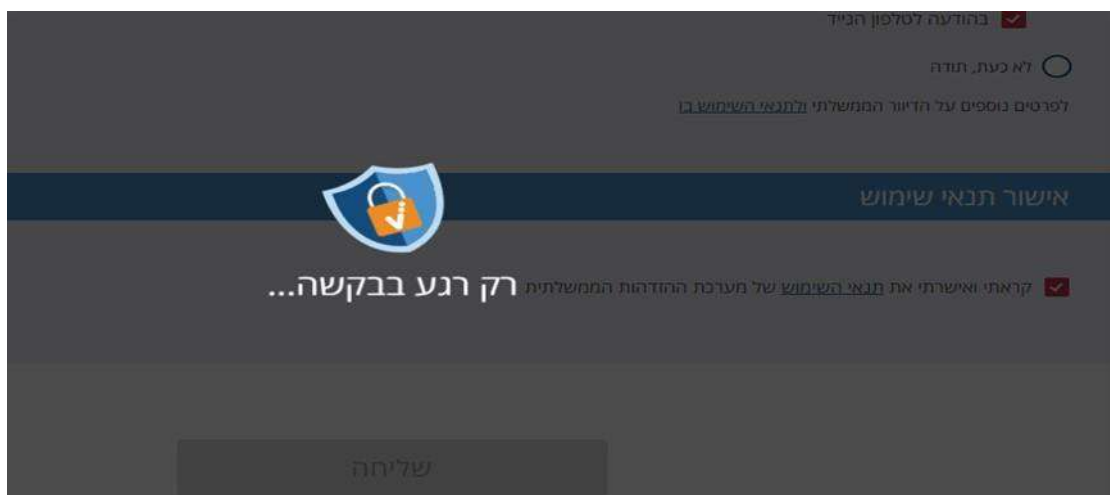 בהודעה לטלפון הנייד
לא כעת, תודה
לפרטים נוספים על הדיוור הממשלתי ולתנאי השימוש בו
אישור תנאי שימוש
רק רגע בבקשה...
קראתי ואישרתי את תנאי השימוש של מערכת ההזדהות הממשלתית
שליחה